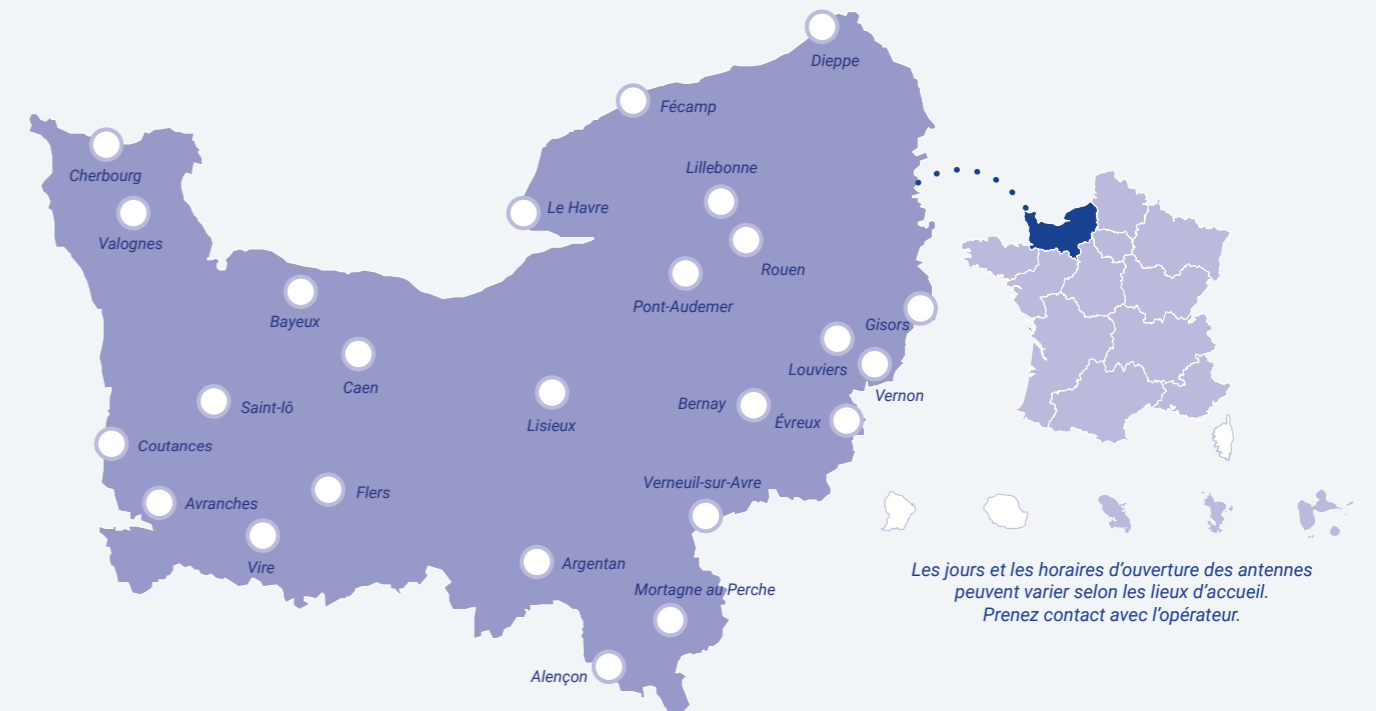 Dieppe
Fécamp
Lillebonne
Cherbourg
Le Havre
Valognes
Rouen
Pont-Audemer
Bayeux
Gisors
Louviers
Caen
Vernon
Bernay
Saint-lô
Évreux
Lisieux
Coutances
Verneuil-sur-Avre
Flers
Avranches
Argentan
Vire
Mortagne au Perche
Alençon
Les jours et les horaires d’ouverture des antennes
peuvent varier selon les lieux d’accueil.
Prenez contact avec l’opérateur.